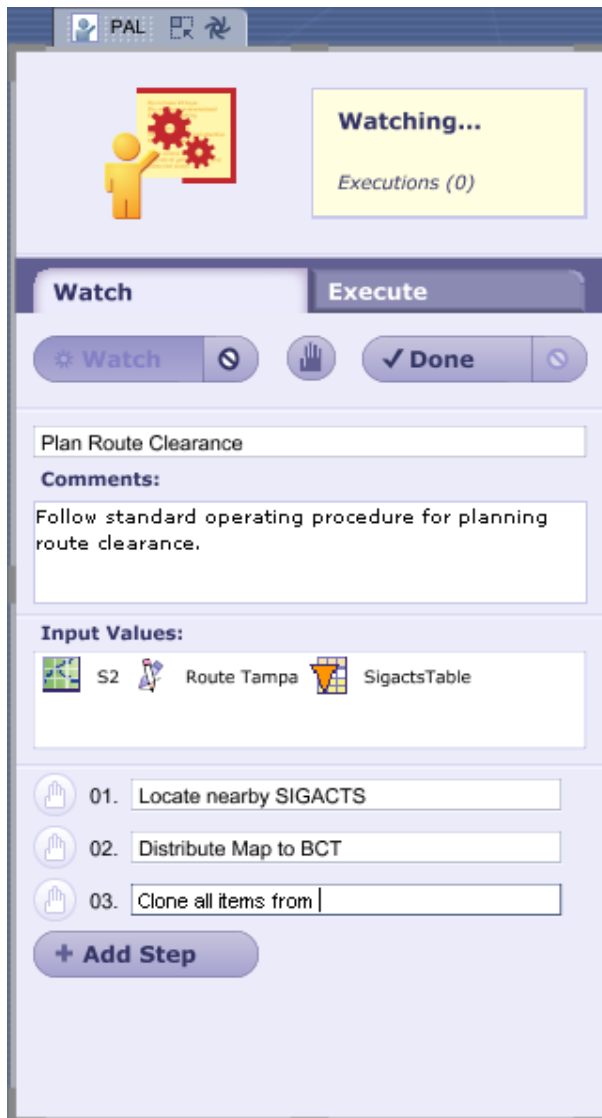 PAL
Watching...
Executions (0)
Watch
Execute
Watch
Done
Plan Route Clearance
Comments:
Follow standard operating procedure for planning
route clearance.
Input Values:
S2 Route Tampa SigactsTable
01. Locate nearby SIGACTS
02. Distribute Map to BCT
03. Clone all items from
+ Add Step